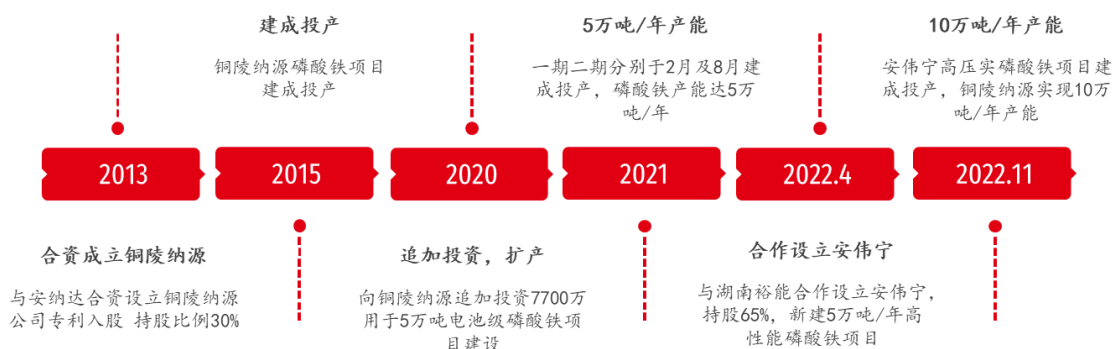 建成投产
铜陵纳源磷酸铁项目
建成投产
5万吨/年产能
一期二期分别于2月及8月建
成投产，磷酸铁产能达5万
吨/年
10万吨/年产能
安伟宁高压实磷酸铁项目建
成投产，铜陵纳源实现10万
吨/年产能
2013
2015
2020
2021
2022.4
2022.11
合资成立铜陵纳源
与安纳达合资设立铜陵纳源
公司专利入股 持股比例30%
追加投资，扩产
向铜陵纳源追加投资7700万
用于5万吨电池级磷酸铁项
目建设
合作设立安伟宁
与湖南裕能合作设立安伟宁，
持股65%，新建5万吨/年高
性能磷酸铁项目